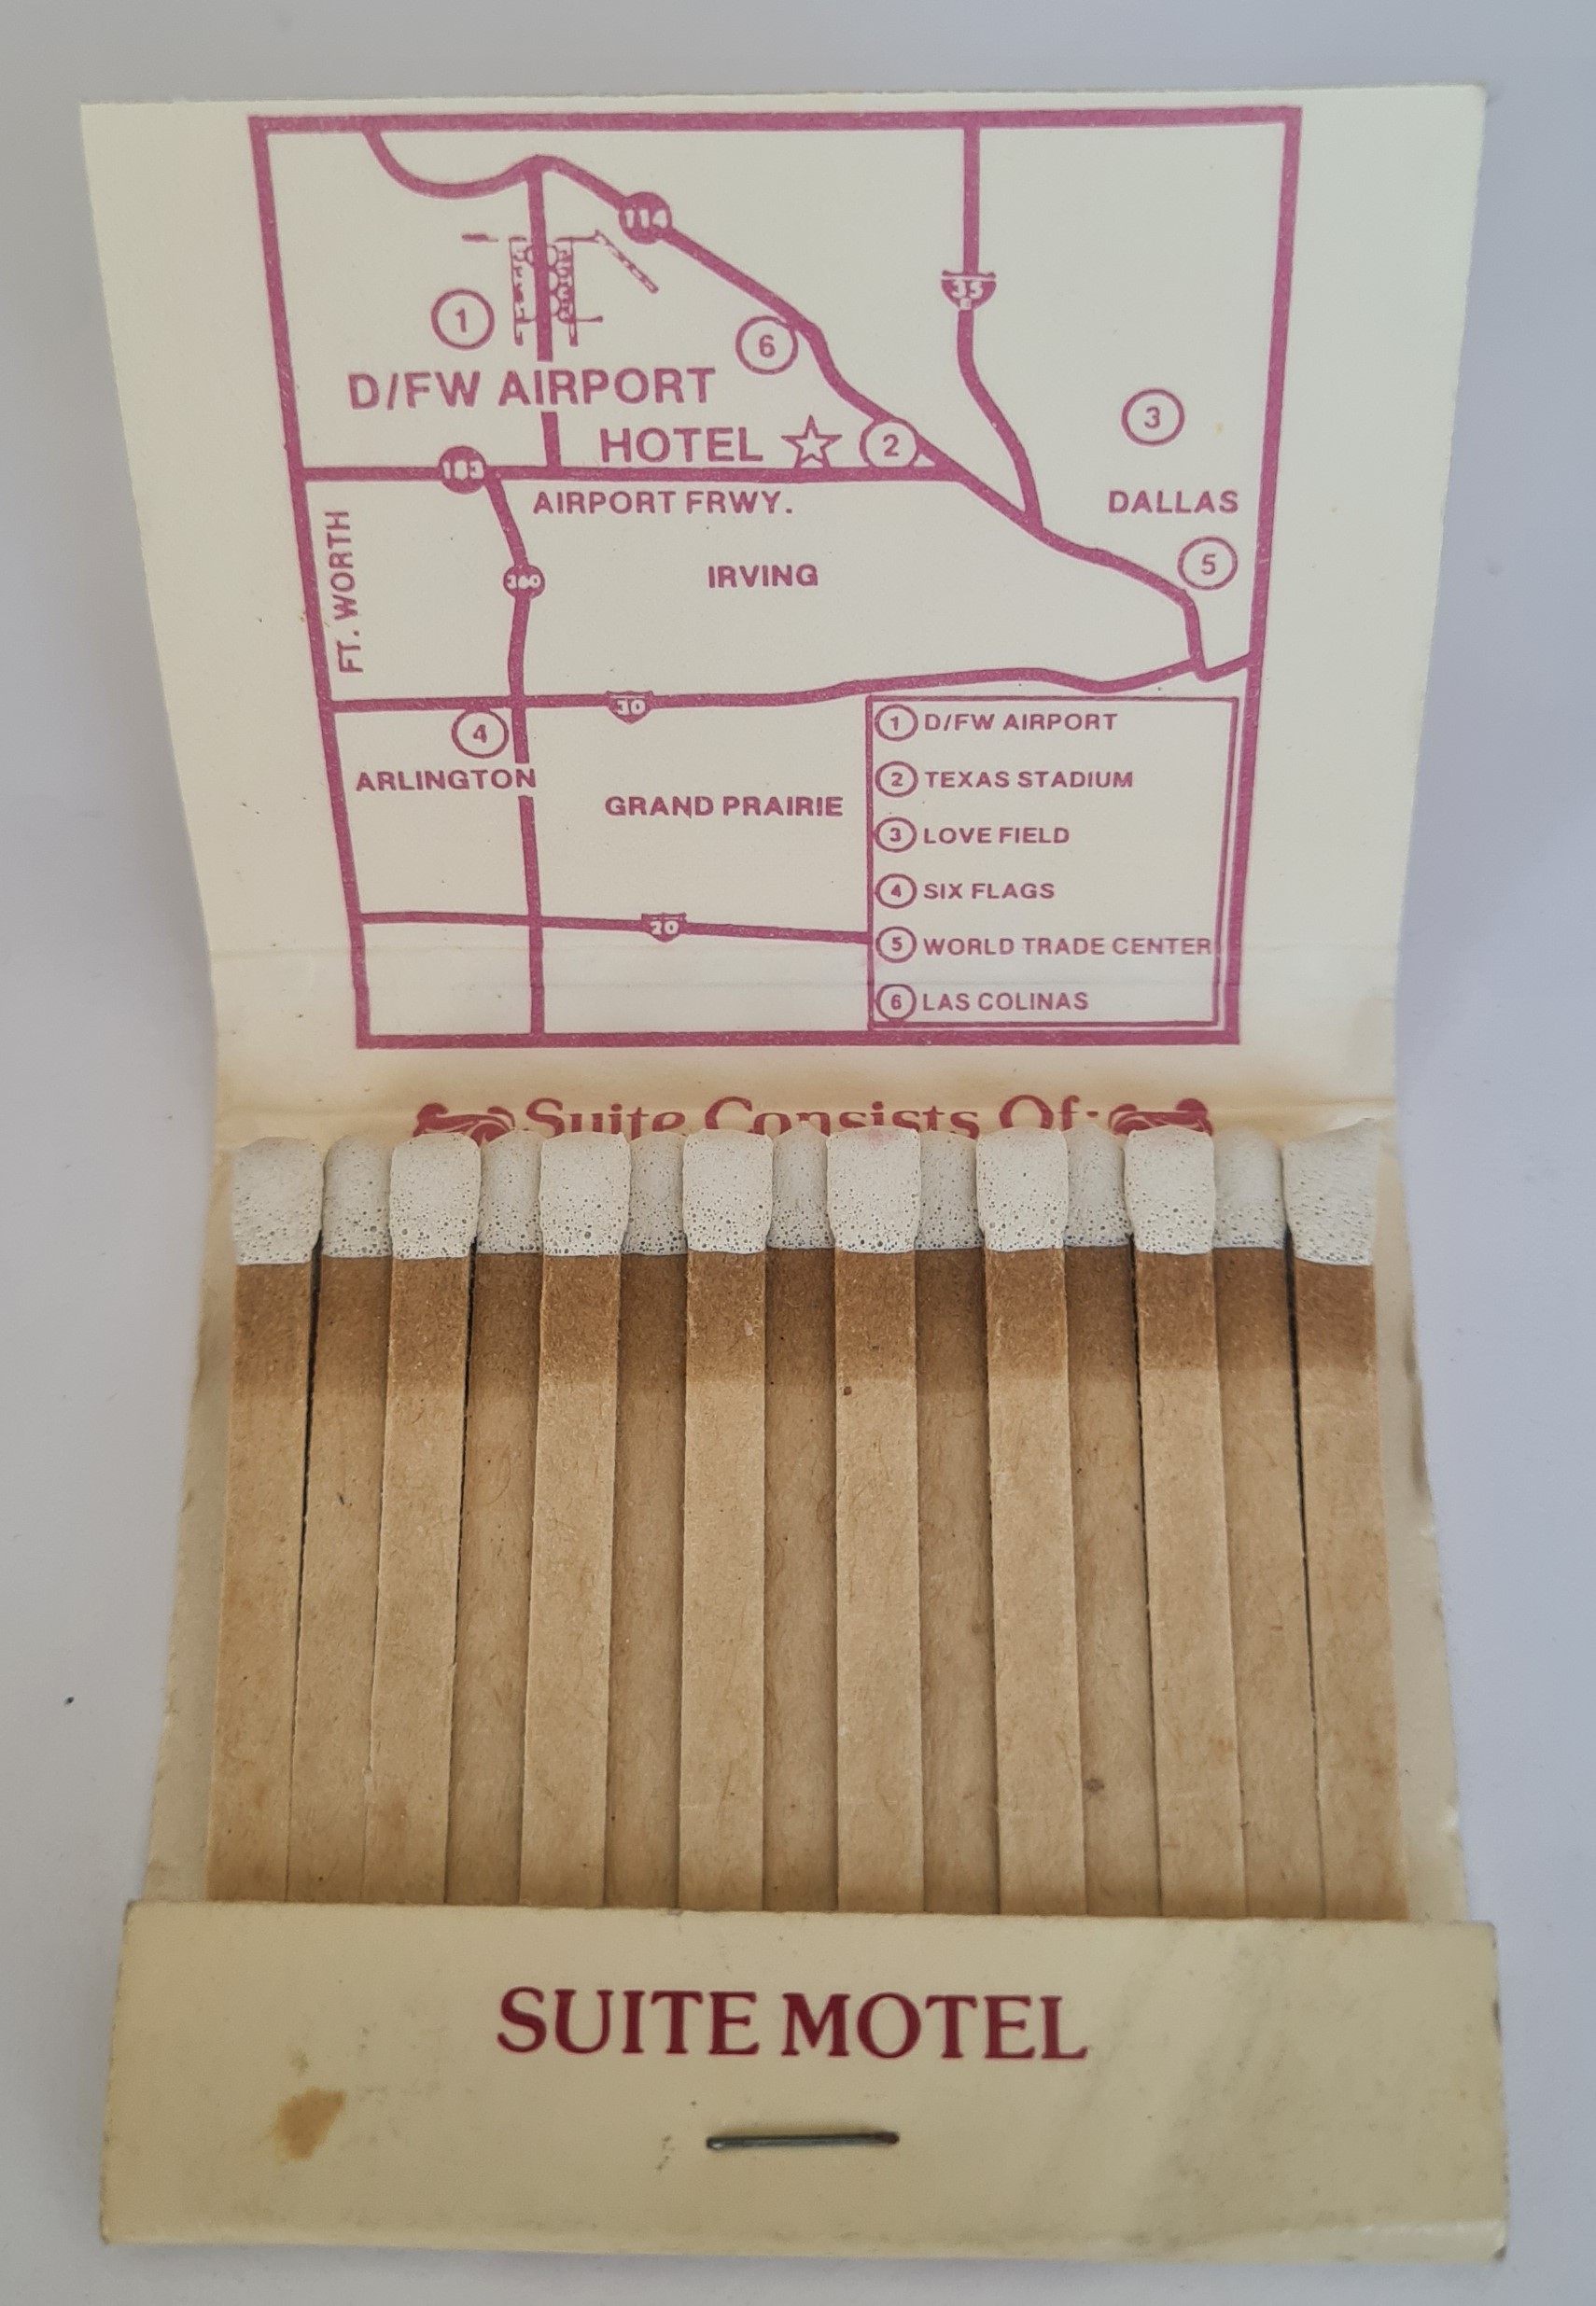 114
35
E
1
6
3
D/FW AIRPORT
HOTEL
2
183
AIRPORT FRWY.
DALLAS
FT. WORTH
360
IRVING
5
30
4
ARLINGTON
GRAND PRAIRIE
20
1 D/FW AIRPORT
2 TEXAS STADIUM
3 LOVE FIELD
4 SIX FLAGS
5 WORLD TRADE CENTER
6 LAS COLINAS
Suite Consists Of:
SUITE MOTEL